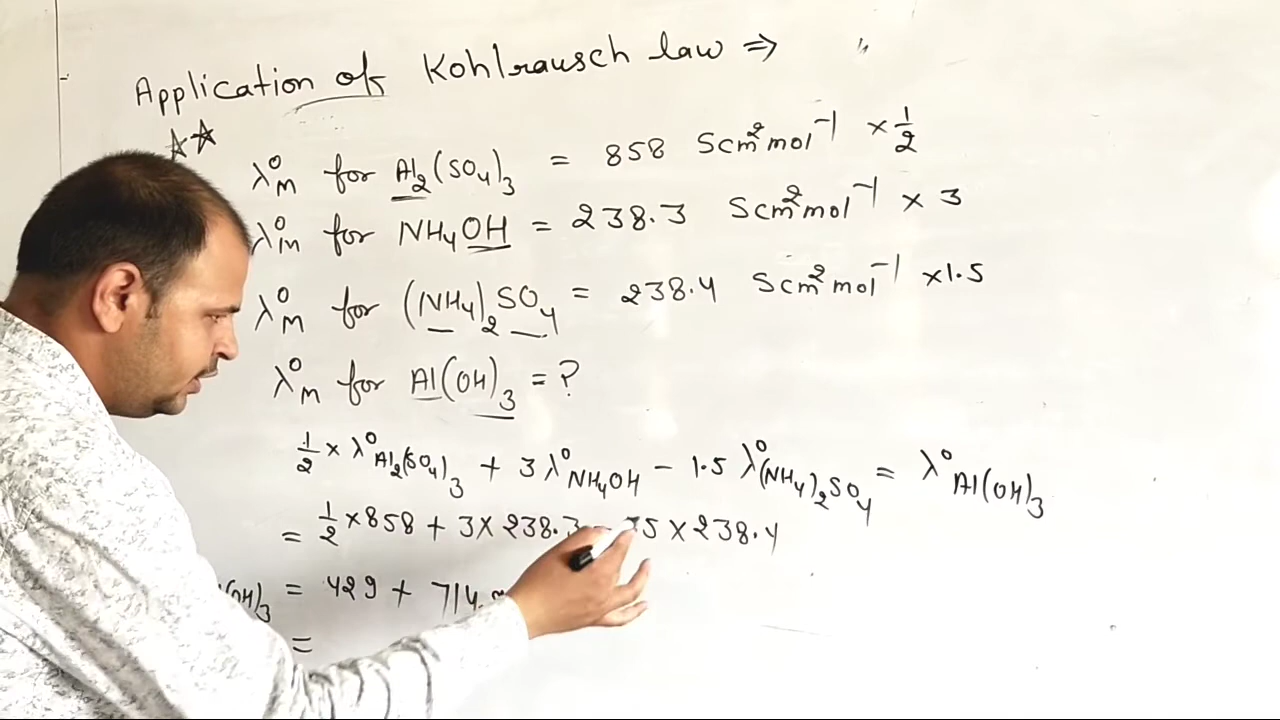 Application of Kohlrausch law ⇒
λ°m for Al₂(SO₄)₃ = 858 Scm²mol⁻¹ × 1/2
λ°m for NH₄OH = 238.3 Scm²mol⁻¹ × 3
λ°m for (NH₄)₂SO₄ = 238.4 Scm²mol⁻¹ ×1.5
λ°m for Al(OH)₃ = ?
1/2 × λ°Al₂(SO₄)₃ + 3 λ°NH₄OH − 1.5 λ°(NH₄)₂SO₄ = λ°Al(OH)₃
= 1/2 ×858 + 3× 238.3 5 × 238.4
(OH)₃ = 429 + 714.
=